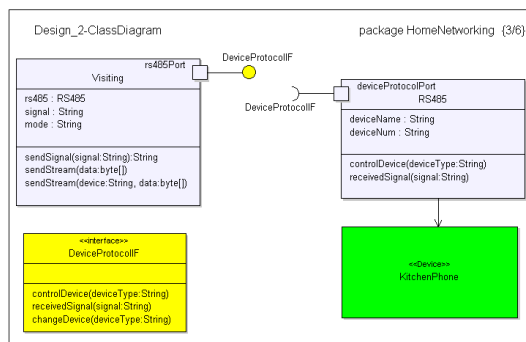 Design_2-ClassDiagram
package HomeNetworking {3/6}
rs485Port
Visiting
rs485 : RS485
signal : String
mode : String
sendSignal(signal:String):String
sendStream(data:byte[])
sendStream(device:String, data:byte[])
DeviceProtocolIF
DeviceProtocolIF
deviceProtocolPort
RS485
deviceName : String
deviceNum : String
controlDevice(deviceType:String)
receivedSignal(signal:String)
<<interface>>
DeviceProtocolIF
controlDevice(deviceType:String)
receivedSignal(signal:String)
changeDevice(deviceType:String)
<<Device>>
KitchenPhone